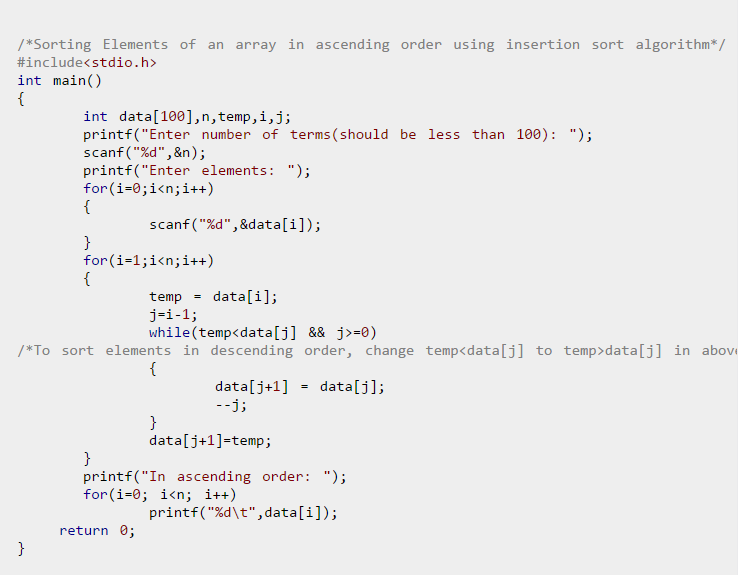 /*Sorting Elements of an array in ascending order using insertion sort algorithm*/
#include<stdio.h>
int main()
{
int data[100],n,temp,i,j;
printf("Enter number of terms(should be less than 100): ");
scanf("%d",&n);
printf("Enter elements: ");
for(i=0;i<n;i++)
{
scanf("%d",&data[i]);
}
for(i=1;i<n;i++)
{
temp = data[i];
j=i-1;
while(temp<data[j] && j>=0)
/*To sort elements in descending order, change temp<data[j] to temp>data[j] in
{
data[j+1] = data[j];
--j;
}
data[j+1]=temp;
}
printf("In ascending order: ");
for(i=0; i<n; i++)
printf("%d\t",data[i]);
return 0;
}